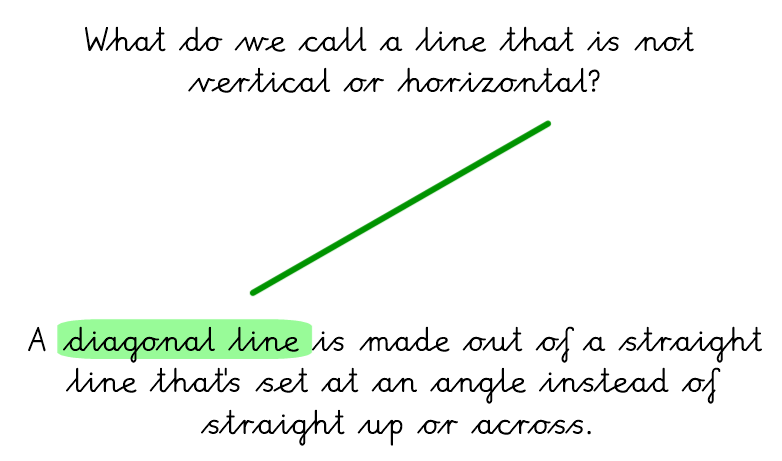 What do we call a line that is not
vertical or horizontal?
A diagonal line is made out of a straight
line that's set at an angle instead of
straight up or across.